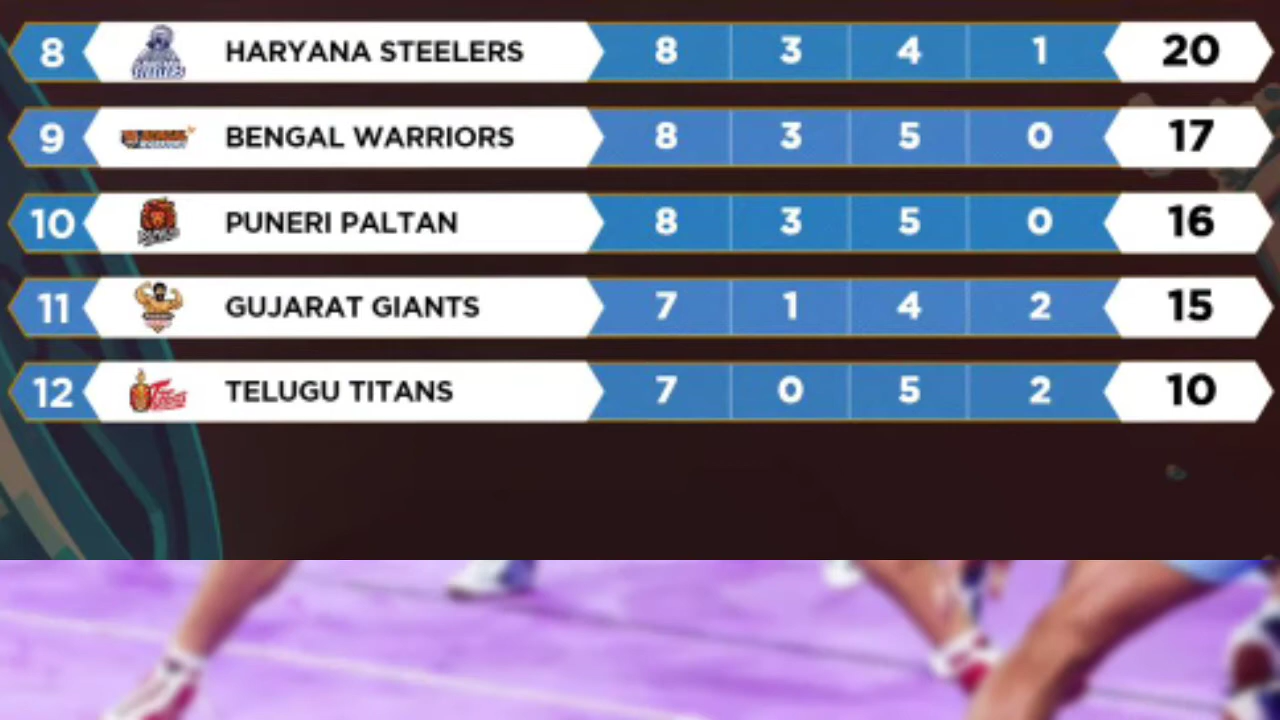 8 HARYANA STEELERS 8 3 4 1 20
9 BENGAL WARRIORS 8 3 5 0 17
10 PUNERI PALTAN 8 3 5 0 16
11 GUJARAT GIANTS 7 1 4 2 15
12 TELUGU TITANS 7 0 5 2 10